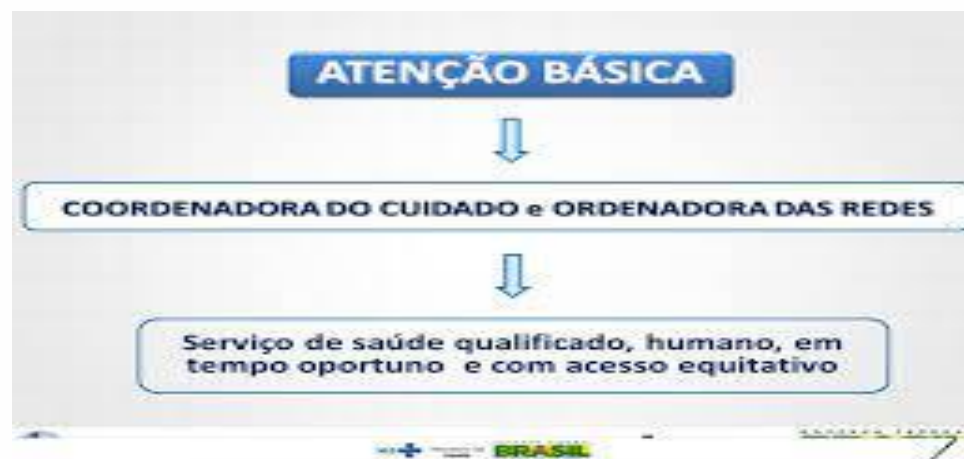 ATENÇÃO BÁSICA
COORDENADORA DO CUIDADO e ORDENADORA DAS REDES
Serviço de saúde qualificado, humano, em
tempo oportuno e com acesso equitativo
BRASIL